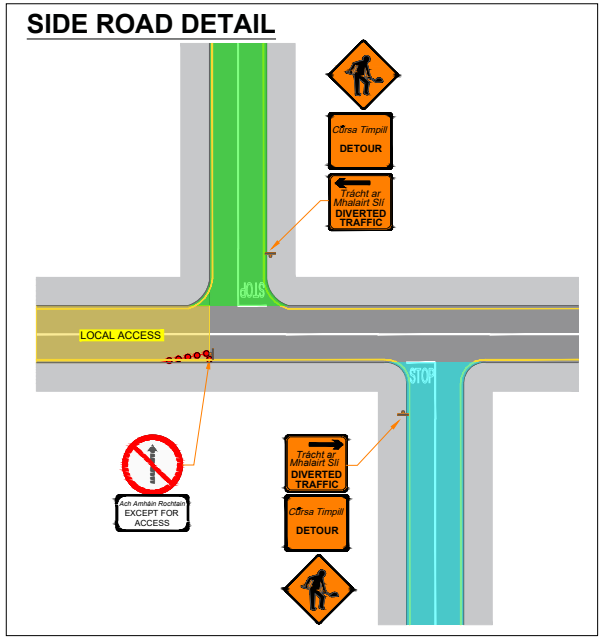 SIDE ROAD DETAIL
Cúrsa Timpill
DETOUR
Trácht ar
Mhalairt Slí
DIVERTED
TRAFFIC
STOP
LOCAL ACCESS
STOP
Ach Amháin Rochtain
EXCEPT FOR
ACCESS
Trácht ar
Mhalairt Slí
DIVERTED
TRAFFIC
Cúrsa Timpill
DETOUR